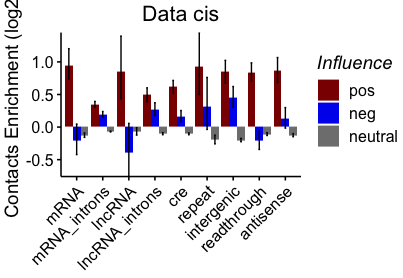 Data cis
Contacts Enrichment (log2
1.0
0.5
0.0
-0.5
mRNA
mRNA_introns
lncRNA
lncRNA_introns
cre
repeat
intergenic
readthrough
antisense
Influence
pos
neg
neutral